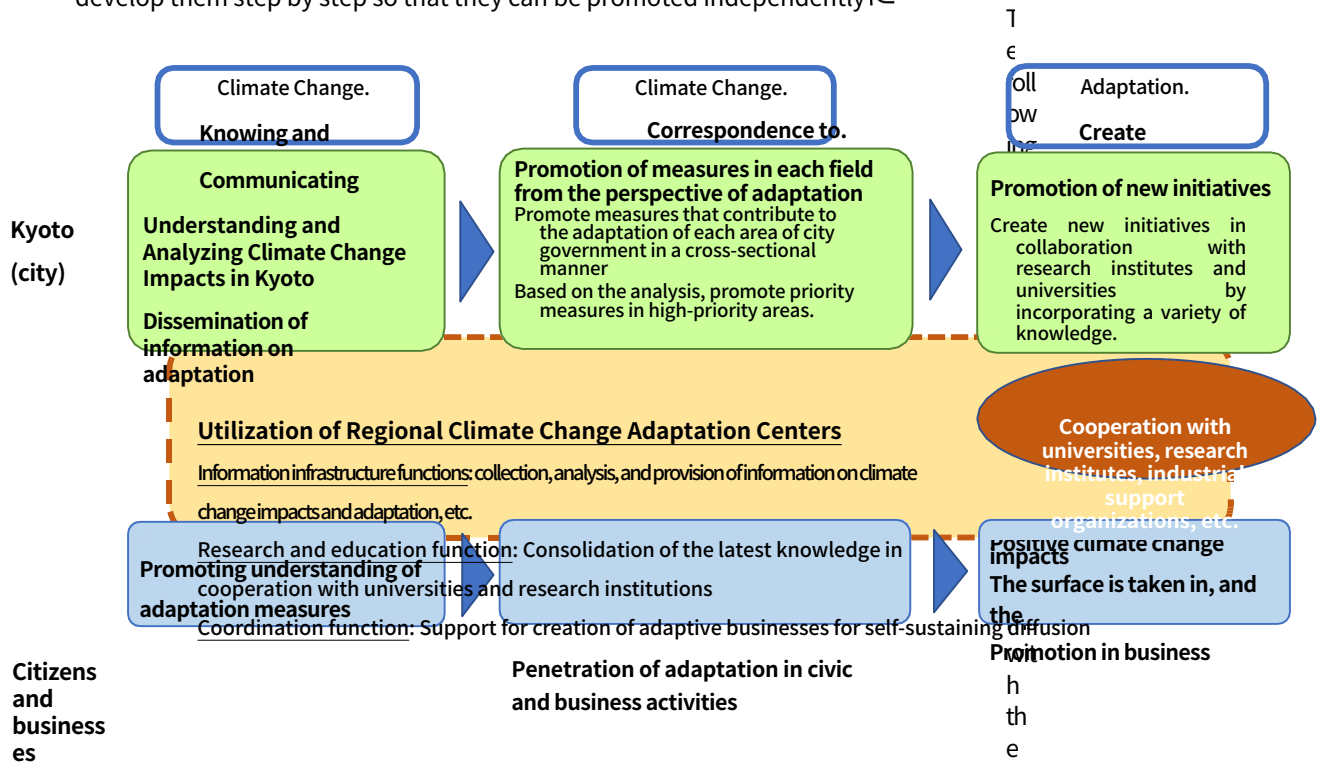 develop them step by step so that they can be promoted independently
T
e
roll
ow
ing
Climate Change.
Knowing and
Climate Change.
Correspondence to.
Adaptation.
Create
Kyoto
(city)
Communicating
Understanding and
Analyzing Climate Change
Impacts in Kyoto
Dissemination of
information on
adaptation
Promotion of measures in each field
from the perspective of adaptation
Promote measures that contribute to
the adaptation of each area of city
government in a cross-sectional
manner
Based on the analysis, promote priority
measures in high-priority areas.
Promotion of new initiatives
Create new initiatives in
collaboration with
research institutes and
universities by
incorporating a variety of
knowledge.
Utilization of Regional Climate Change Adaptation Centers
Information infrastructure functions: collection, analysis, and provision of information on climate
change impacts and adaptation, etc.
Research and education function: Consolidation of the latest knowledge in
cooperation with universities and research institutions
Coordination function: Support for creation of adaptive businesses for self-sustaining diffusion
Cooperation with
universities, research
institutes, industrial
support
organizations, etc.
Citizens
and
business
es
Promoting understanding of
adaptation measures
Penetration of adaptation in civic
and business activities
Positive climate change
impacts
The surface is taken in, and
the
Promotion in business
wit
h
th
e